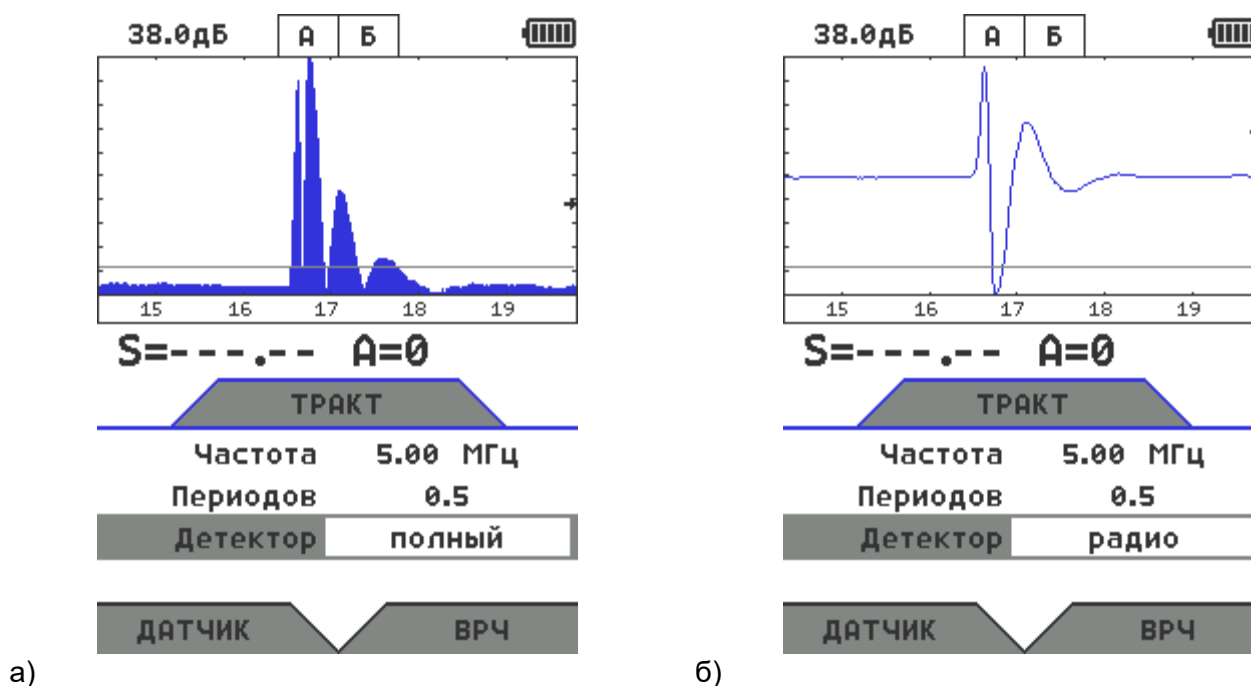 38.0дБ А Б
15 16 17 18 19
S=---.-- A=0
ТРАКТ
Частота 5.00 МГц
Периодов 0.5
Детектор полный
ДАТЧИК ВРЧ
а)
38.0дБ А Б
15 16 17 18 19
S=---.-- A=0
ТРАКТ
Частота 5.00 МГц
Периодов 0.5
Детектор радио
ДАТЧИК ВРЧ
б)